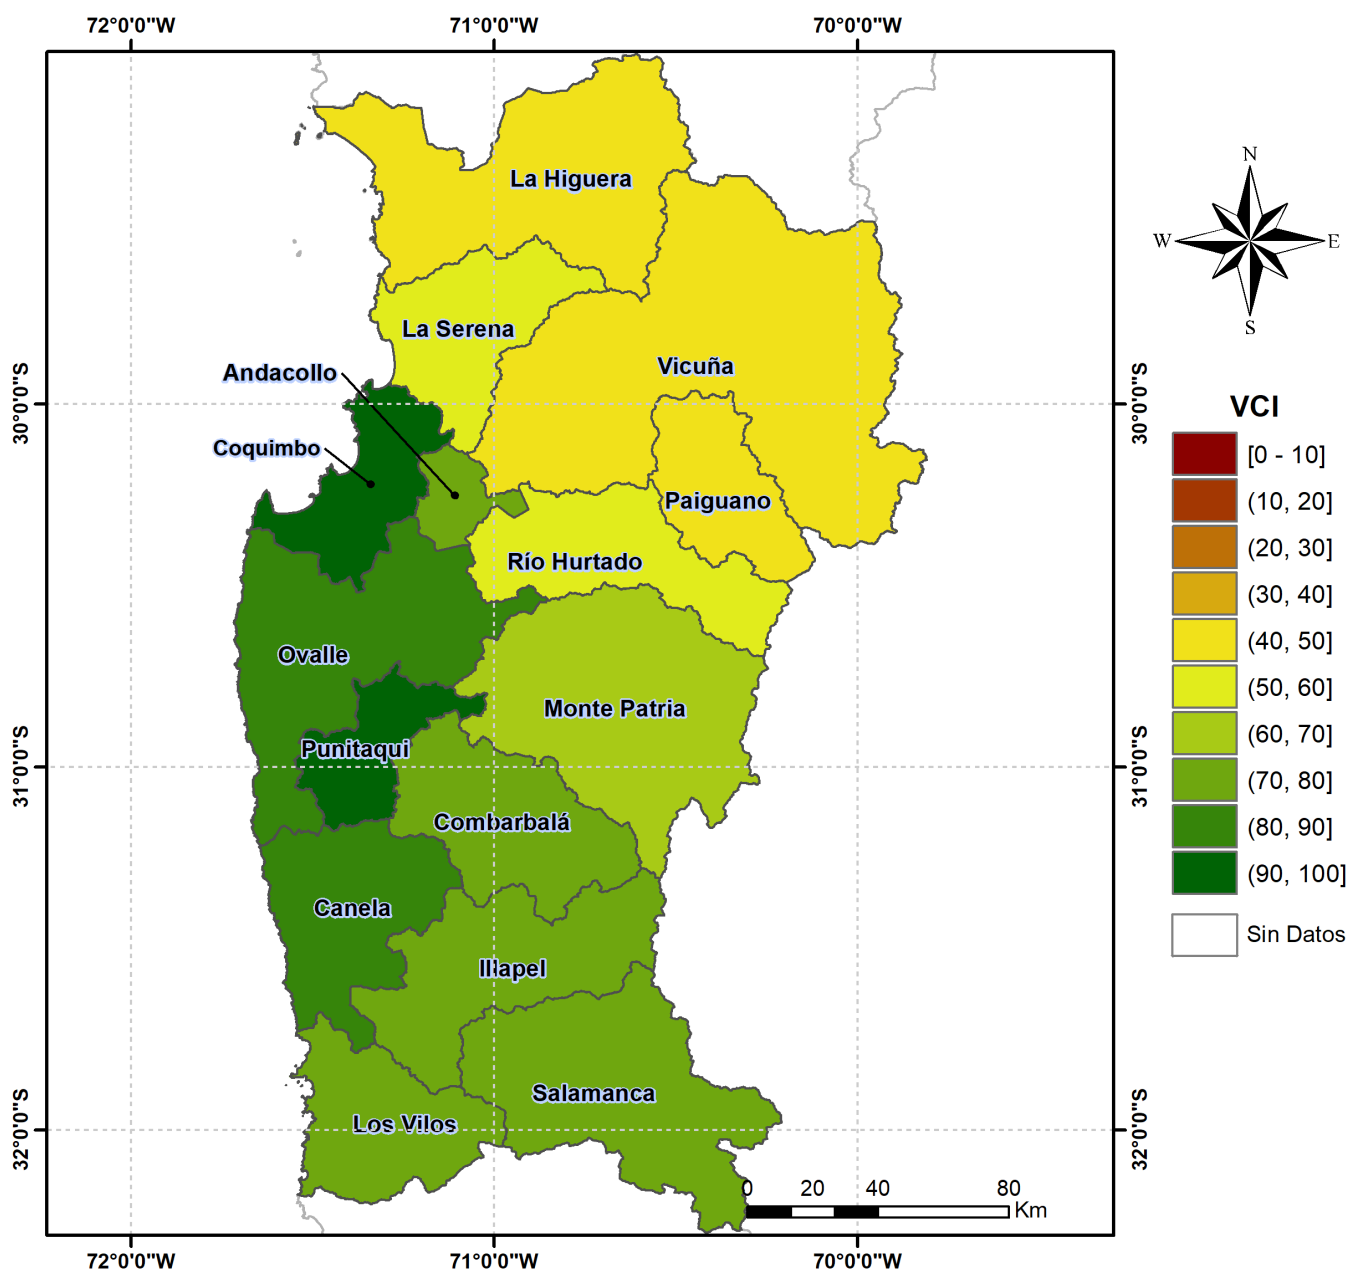 72°0'0"W 71°0'0"W 70°0'0"W
N
W E
S
La Higuera
La Serena
Andacollo
Vicuña
30°0'0"S 30°0'0"S
Coquimbo
Paiguano
Río Hurtado
Ovalle
Monte Patria
Punitaqui
31°0'0"S 31°0'0"S
Combarbalá
Canela
Illapel
Salamanca
Los Vilos
32°0'0"S 32°0'0"S
VCI
[0 - 10]
(10, 20]
(20, 30]
(30, 40]
(40, 50]
(50, 60]
(60, 70]
(70, 80]
(80, 90]
(90, 100]
Sin Datos
0 20 40 80
Km
72°0'0"W 71°0'0"W 70°0'0"W